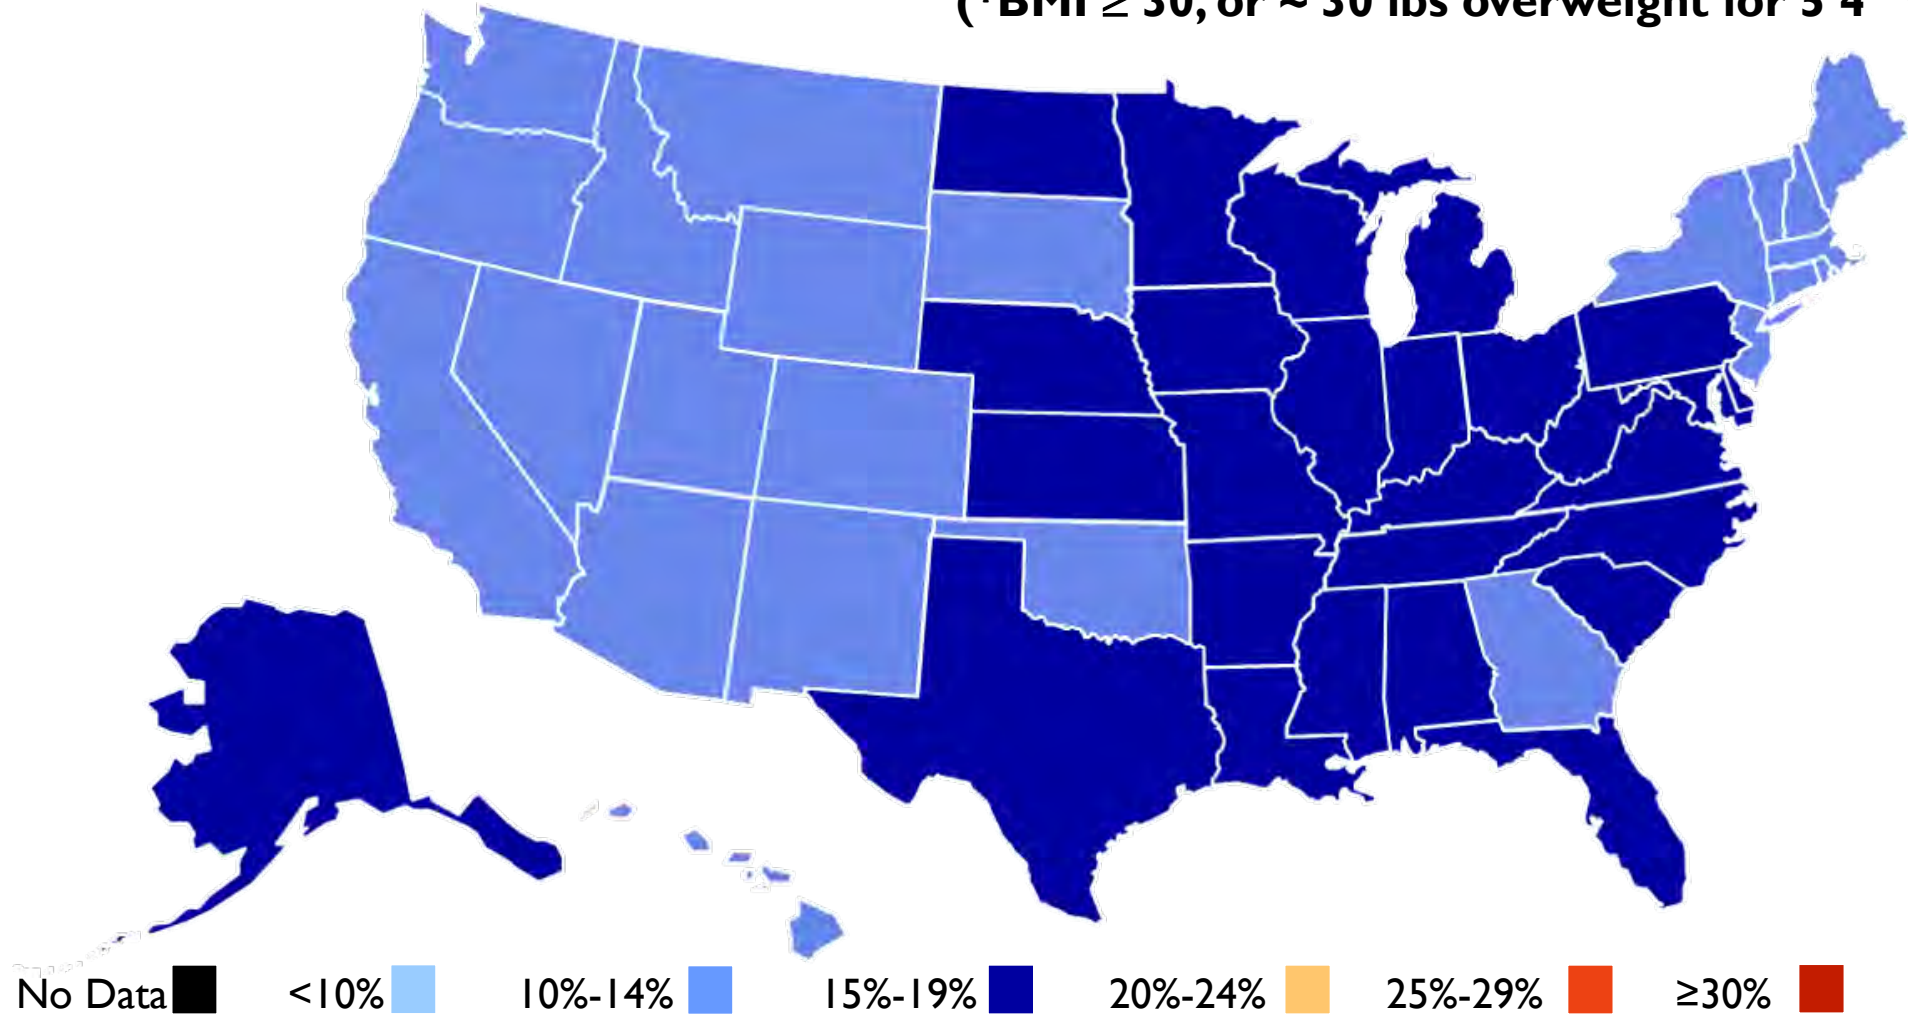 (*BMI ≥ 30, or ~ 30 lbs overweight for 5'4"
No Data <10% 10%-14% 15%-19% 20%-24% 25%-29% ≥30%